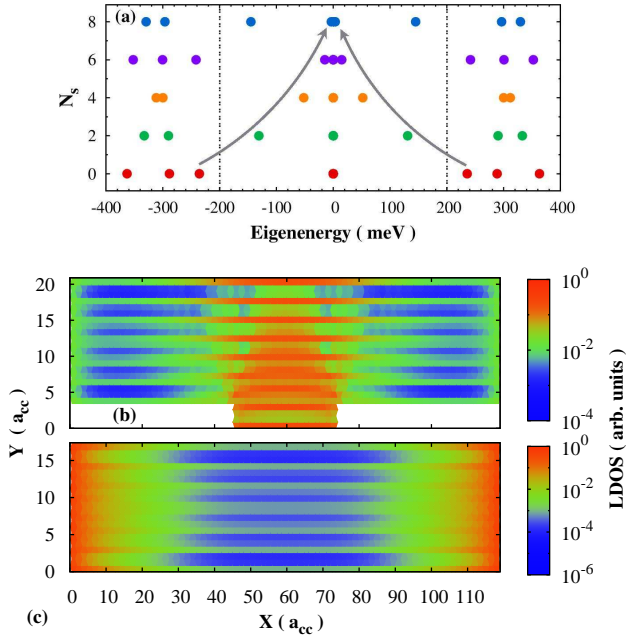 (a)
8
6
4
2
0
N_s
-400 -300 -200 -100 0 100 200 300 400
Eigenenergy ( meV )
20
15
10
5
0
(b)
10^0
10^-2
10^-4
Y ( a_cc )
LDOS ( arb. units )
15
10
5
0
10^0
10^-2
10^-4
10^-6
0 10 20 30 40 50 60 70 80 90 100 110
(c)
X ( a_cc )